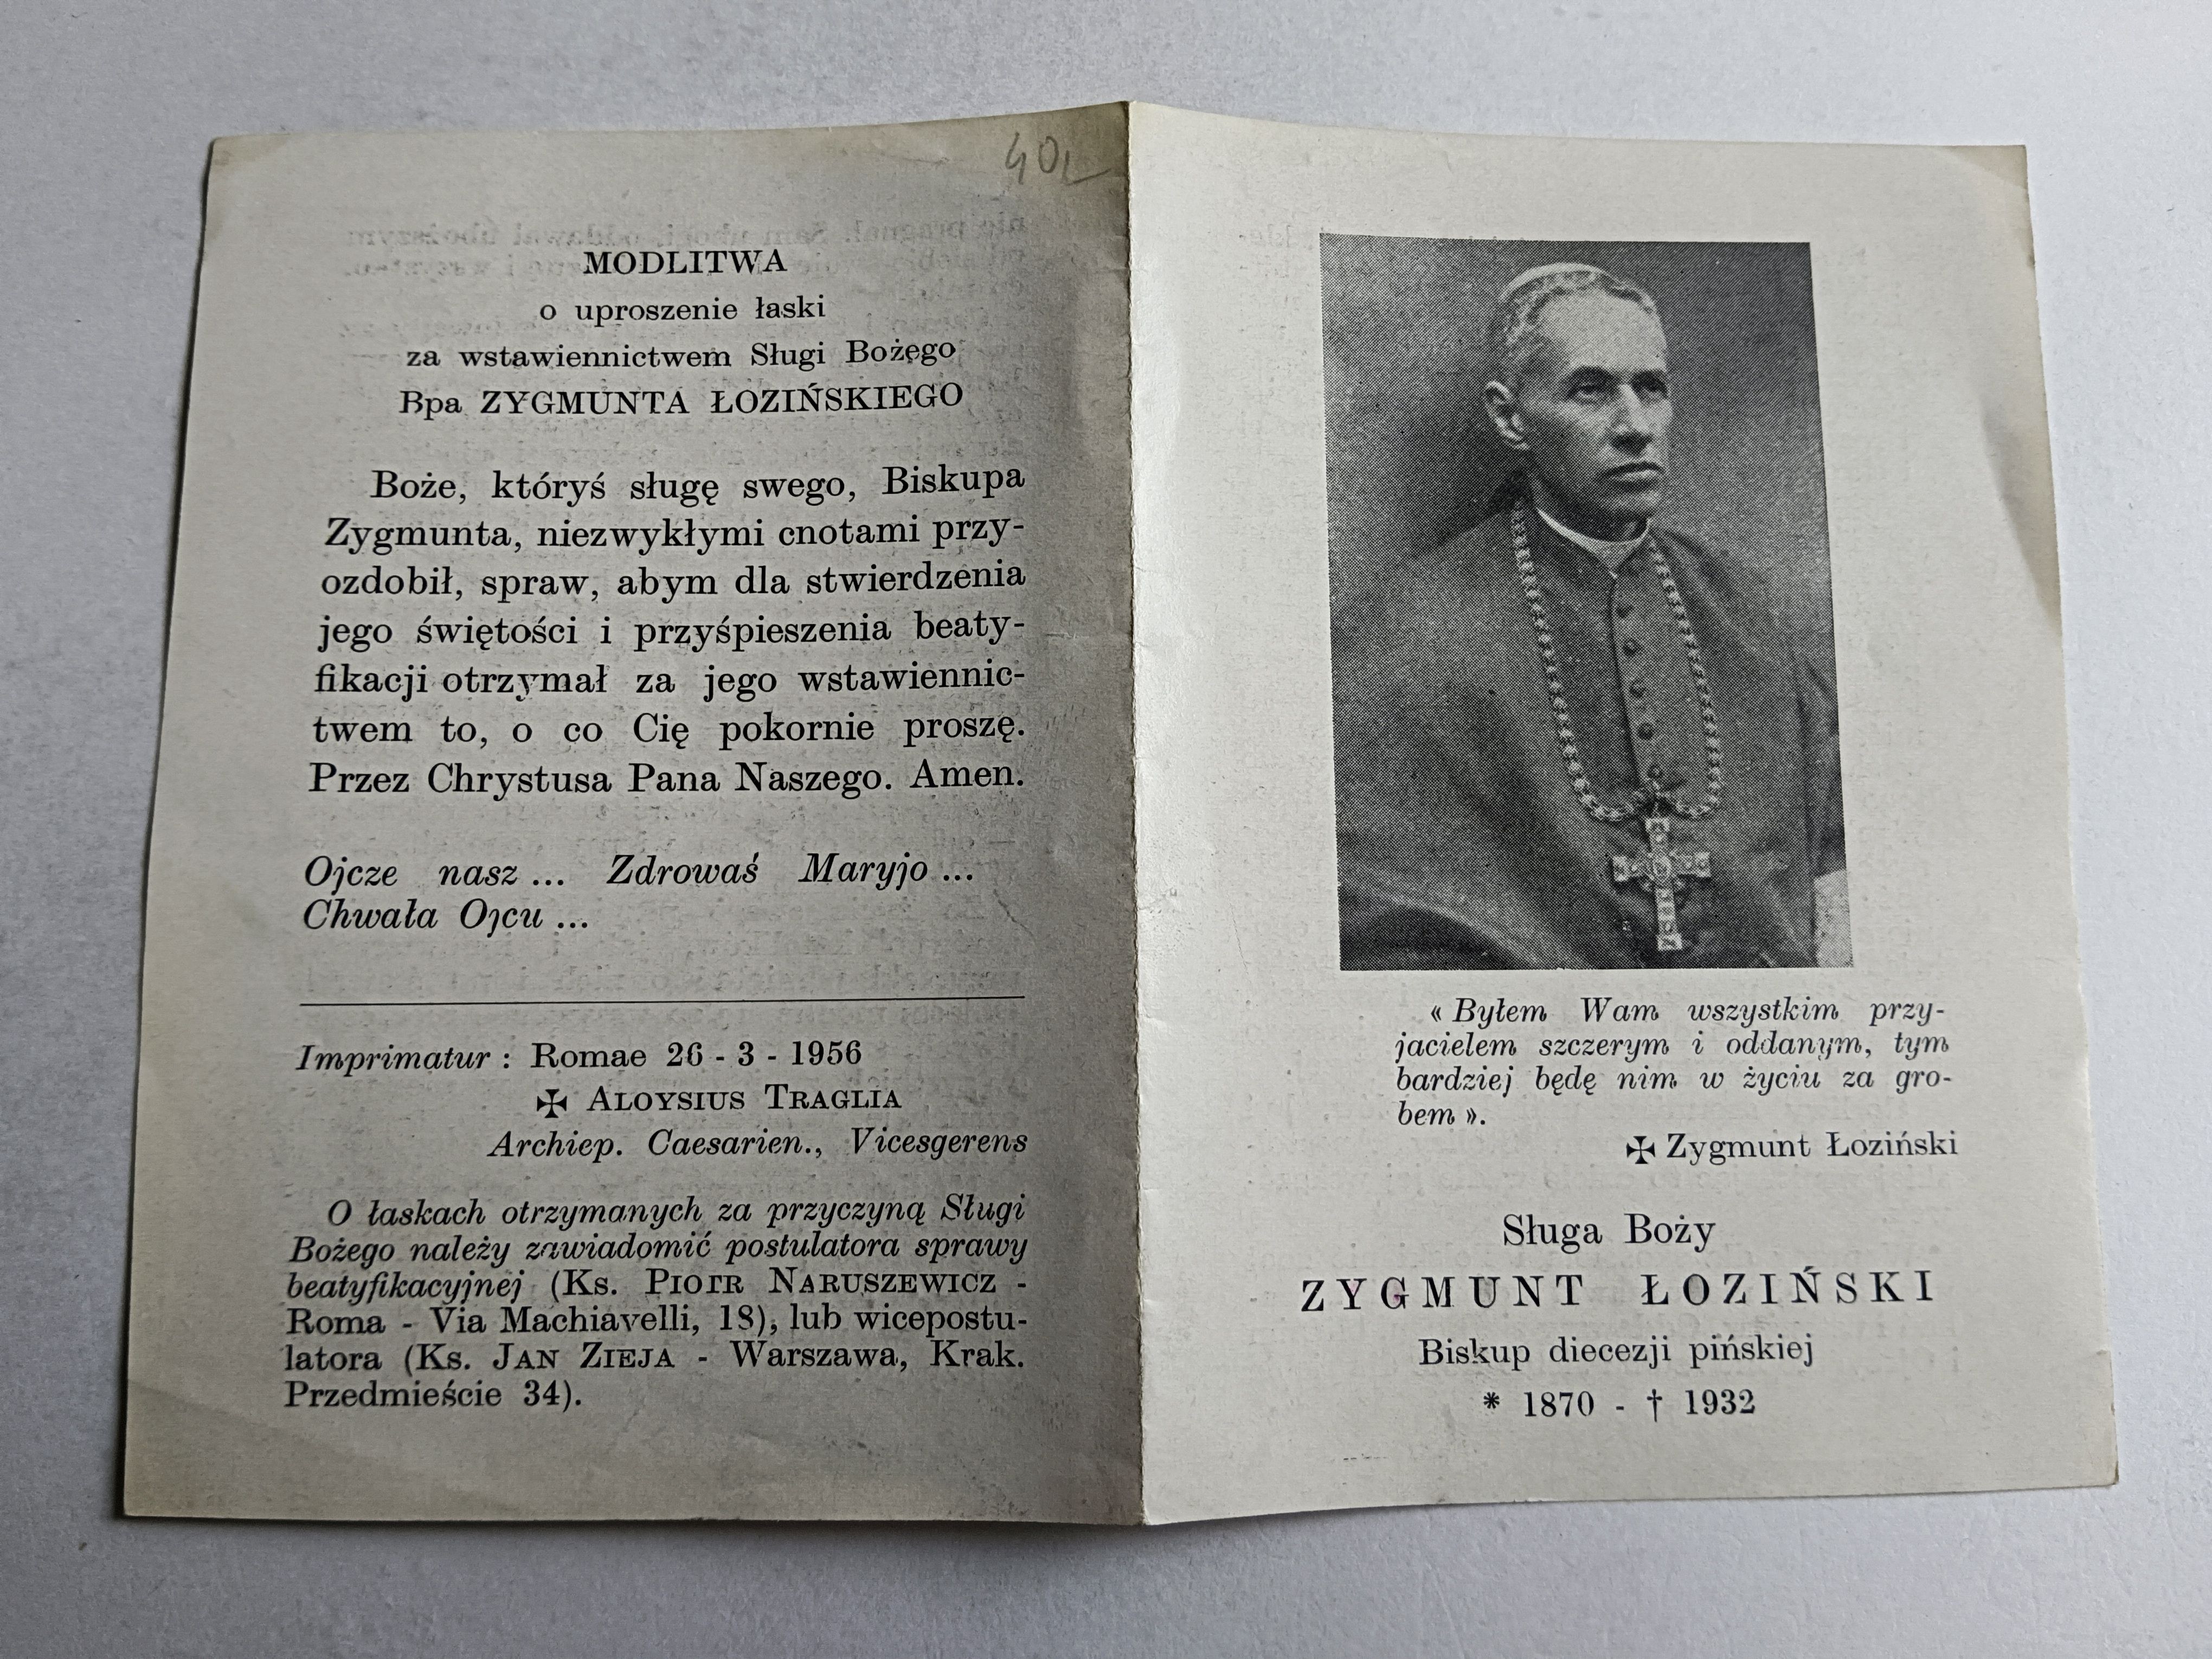 MODLITWA
o uproszenie łaski
za wstawiennictwem Sługi Bożego
Bpa ZYGMUNTA ŁOZIŃSKIEGO
Boże, któryś sługę swego, Biskupa
Zygmunta, niezwykłymi cnotami przy-
ozdobił, spraw, abym dla stwierdzenia
jego świętości i przyśpieszenia beaty-
fikacji otrzymał za jego wstawiennic-
twem to, o co Cię pokornie proszę.
Przez Chrystusa Pana Naszego. Amen.
Ojcze nasz ... Zdrowaś Maryjo ...
Chwała Ojcu ...
Imprimatur : Romae 26 - 3 - 1956
✠ ALOYSIUS TRAGLIA
Archiep. Caesarien., Vicesgerens
O łaskach otrzymanych za przyczyną Sługi
Bożego należy zawiadomić postulatora sprawy
beatyfikacyjnej (Ks. PIOTR NARUSZEWICZ -
Roma - Via Machiavelli, 18), lub wicepostu-
latora (Ks. JAN ZIEJA - Warszawa, Krak.
Przedmieście 34).
« Byłem Wam wszystkim przy-
jacielem szczerym i oddanym, tym
bardziej będę nim w życiu za gro-
bem ».
✠ Zygmunt Łoziński
Sługa Boży
ZYGMUNT ŁOZIŃSKI
Biskup diecezji pińskiej
* 1870 - † 1932